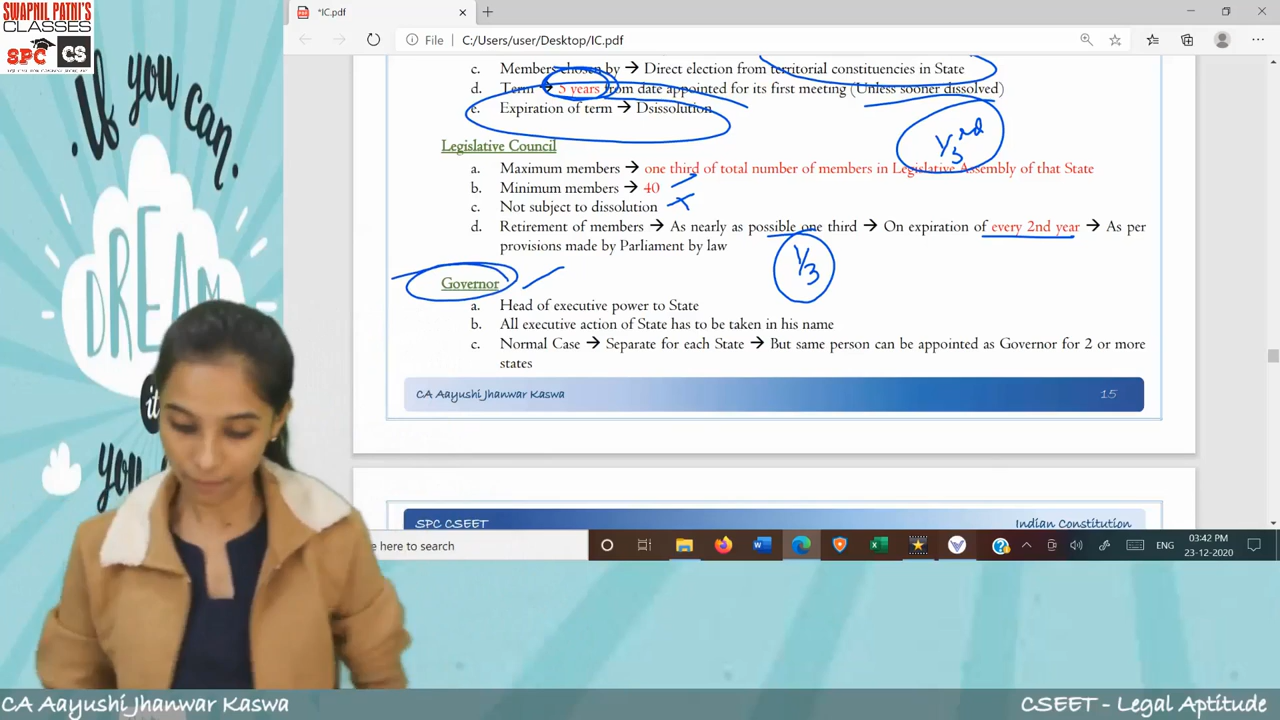 SWAPNIL PATNI'S
CLASSES
SPC CS
If you can
DREAM
it
you
*IC.pdf
File C:/Users/user/Desktop/IC.pdf
c. Members chosen by → Direct election from territorial constituencies in State
d. Term → 5 years from date appointed for its first meeting (Unless sooner dissolved)
e. Expiration of term → Dsissolution
1/3 rd
Legislative Council
a. Maximum members → one third of total number of members in Legislative Assembly of that State
b. Minimum members → 40
c. Not subject to dissolution
d. Retirement of members → As nearly as possible one third → On expiration of every 2nd year → As per
provisions made by Parliament by law
1/3
Governor
a. Head of executive power to State
b. All executive action of State has to be taken in his name
c. Normal Case → Separate for each State → But same person can be appointed as Governor for 2 or more
states
CA Aayushi Jhanwar Kaswa 15
SPC CSEET Indian Constitution
e here to search
ENG
03:42 PM
23-12-2020
CA Aayushi Jhanwar Kaswa CSEET - Legal Aptitude